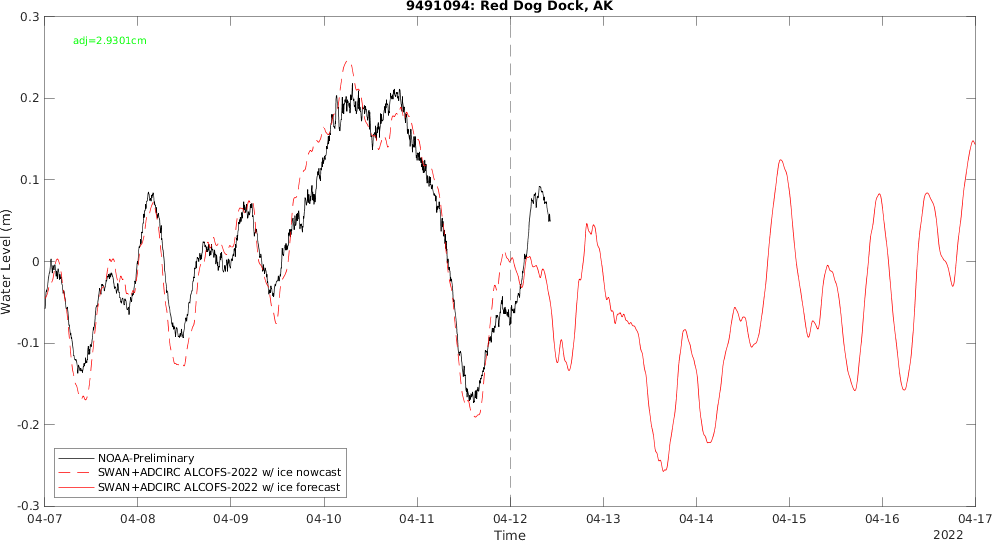 9491094: Red Dog Dock, AK
adj=2.9301cm
0.3
0.2
0.1
0
-0.1
-0.2
-0.3
Water Level (m)
NOAA-Preliminary
SWAN+ADCIRC ALCOFS-2022 w/ ice nowcast
SWAN+ADCIRC ALCOFS-2022 w/ ice forecast
04-07 04-08 04-09 04-10 04-11 04-12 04-13 04-14 04-15 04-16 04-17
Time
2022